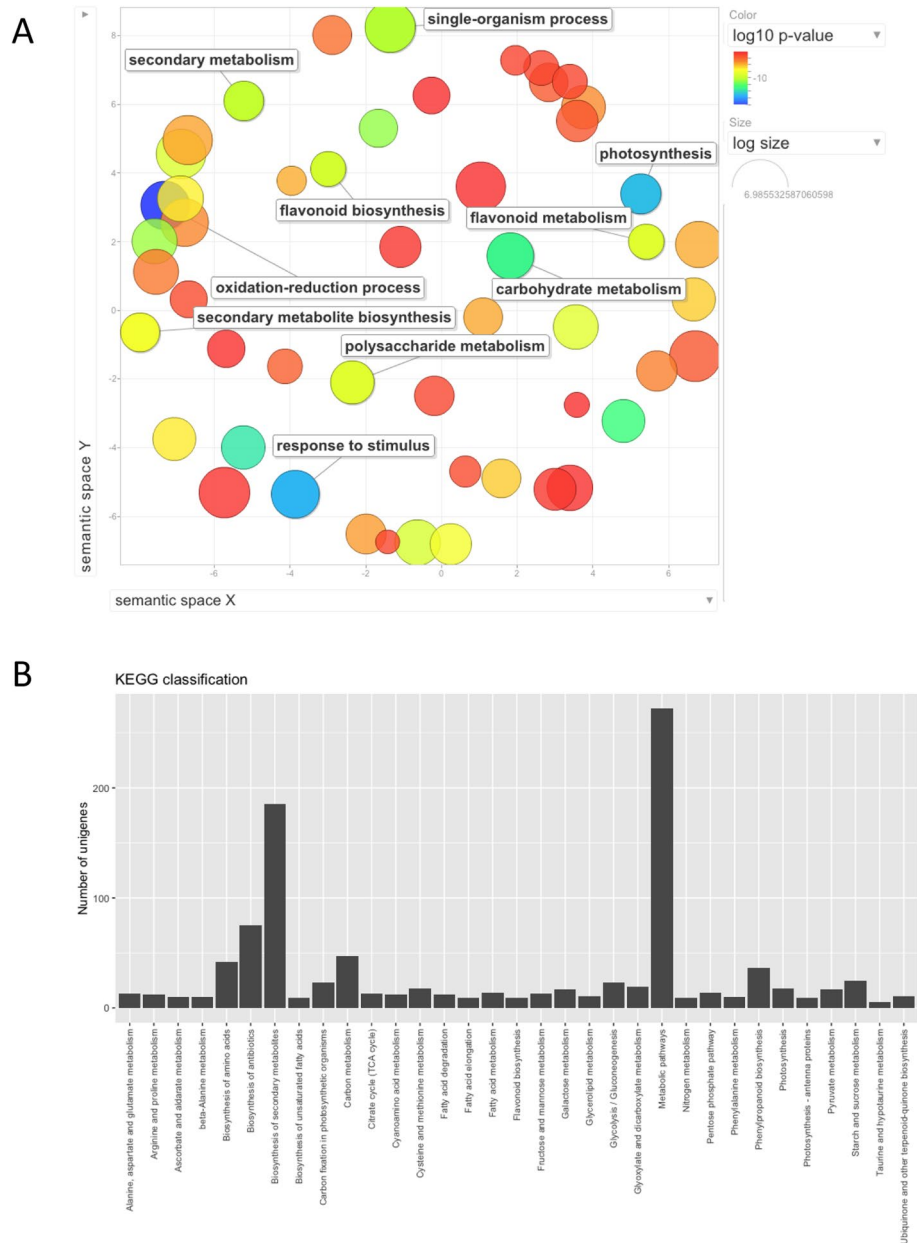 A
single-organism process
secondary metabolism
photosynthesis
flavonoid biosynthesis
flavonoid metabolism
oxidation-reduction process
carbohydrate metabolism
secondary metabolite biosynthesis
polysaccharide metabolism
response to stimulus
8
6
4
2
0
-2
-4
-6
semantic space Y
-6
-4
-2
0
2
4
6
semantic space X
Color
log10 p-value
-10
Size
log size
6.985532587060598
B
KEGG classification
Number of unigenes
200
100
0
Alanine, aspartate and glutamate metabolism
Arginine and proline metabolism
Ascorbate and aldarate metabolism
beta-Alanine metabolism
Biosynthesis of amino acids
Biosynthesis of antibiotics
Biosynthesis of secondary metabolites
Biosynthesis of unsaturated fatty acids
Carbon fixation in photosynthetic organisms
Carbon metabolism
Citrate cycle (TCA cycle)
Cyanoamino acid metabolism
Cysteine and methionine metabolism
Fatty acid degradation
Fatty acid elongation
Fatty acid metabolism
Flavonoid biosynthesis
Fructose and mannose metabolism
Galactose metabolism
Glycerolipid metabolism
Glycolysis / Gluconeogenesis
Glyoxylate and dicarboxylate metabolism
Metabolic pathways
Nitrogen metabolism
Pentose phosphate pathway
Phenylalanine metabolism
Phenylpropanoid biosynthesis
Photosynthesis
Photosynthesis - antenna proteins
Pyruvate metabolism
Starch and sucrose metabolism
Taurine and hypotaurine metabolism
Ubiquinone and other terpenoid-quinone biosynthesis